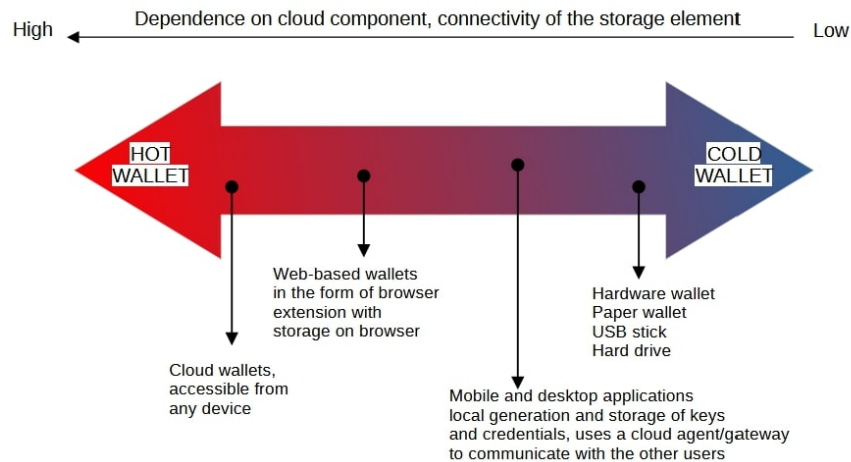 Dependence on cloud component, connectivity of the storage element
High
Low
HOT
WALLET
COLD
WALLET
Web-based wallets
in the form of browser
extension with
storage on browser
Hardware wallet
Paper wallet
USB stick
Hard drive
Cloud wallets,
accessible from
any device
Mobile and desktop applications
local generation and storage of keys
and credentials, uses a cloud agent/gateway
to communicate with the other users